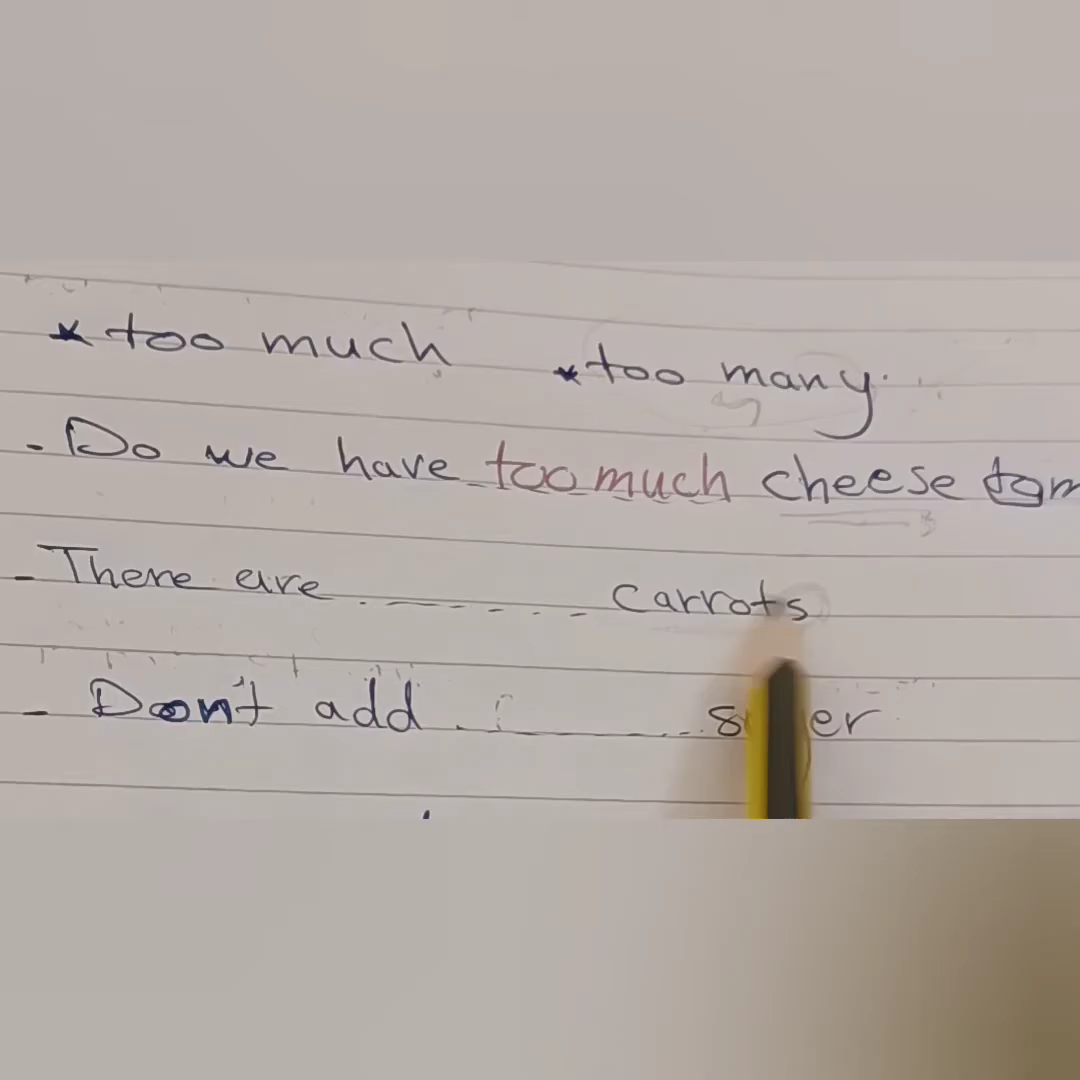 * too much * too many.
- Do we have too much cheese
- There are ........ carrots
- Don't add ..........